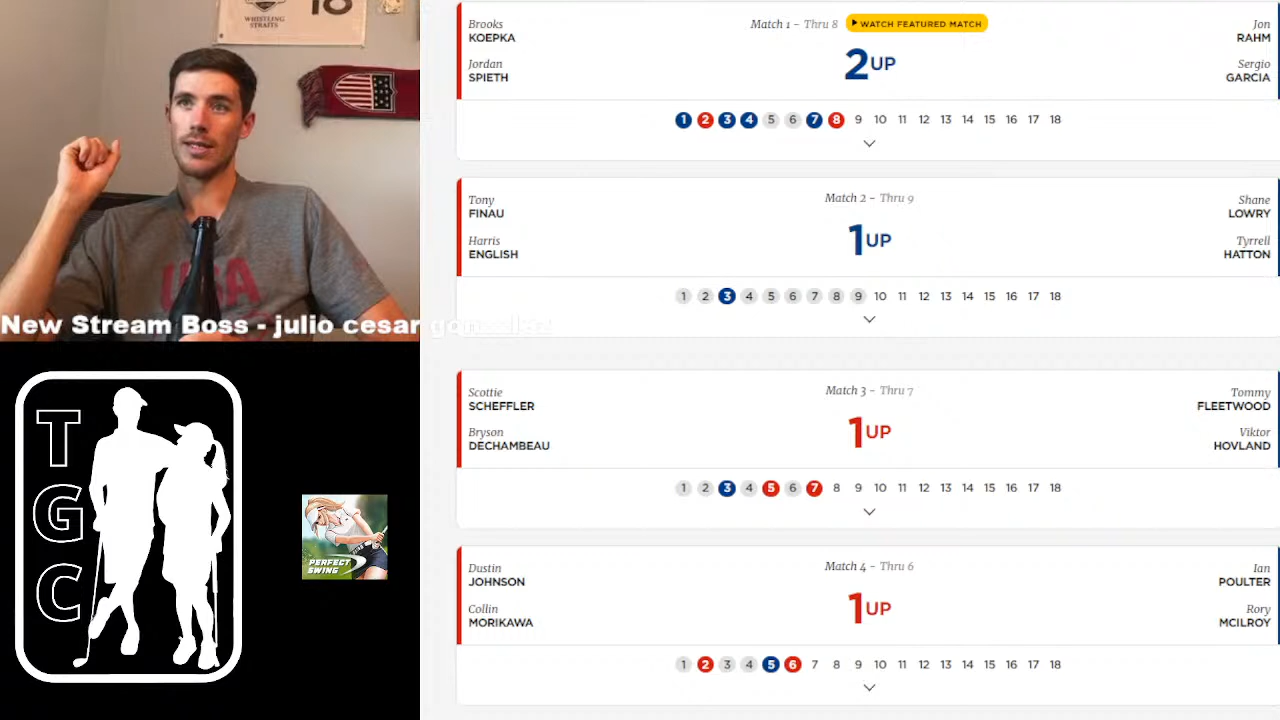 18
WHISTLING
STRAITS
USA
New Stream Boss - julio cesar gonzalez
TGC
PERFECT
SWING
Brooks
KOEPKA
Jordan
SPIETH
Match 1 - Thru 8
WATCH FEATURED MATCH
2UP
Jon
RAHM
Sergio
GARCIA
1 2 3 4 5 6 7 8 9 10 11 12 13 14 15 16 17 18
Tony
FINAU
Harris
ENGLISH
Match 2 - Thru 9
1UP
Shane
LOWRY
Tyrrell
HATTON
1 2 3 4 5 6 7 8 9 10 11 12 13 14 15 16 17 18
Scottie
SCHEFFLER
Bryson
DECHAMBEAU
Match 3 - Thru 7
1UP
Tommy
FLEETWOOD
Viktor
HOVLAND
1 2 3 4 5 6 7 8 9 10 11 12 13 14 15 16 17 18
Dustin
JOHNSON
Collin
MORIKAWA
Match 4 - Thru 6
1UP
Ian
POULTER
Rory
MCILROY
1 2 3 4 5 6 7 8 9 10 11 12 13 14 15 16 17 18